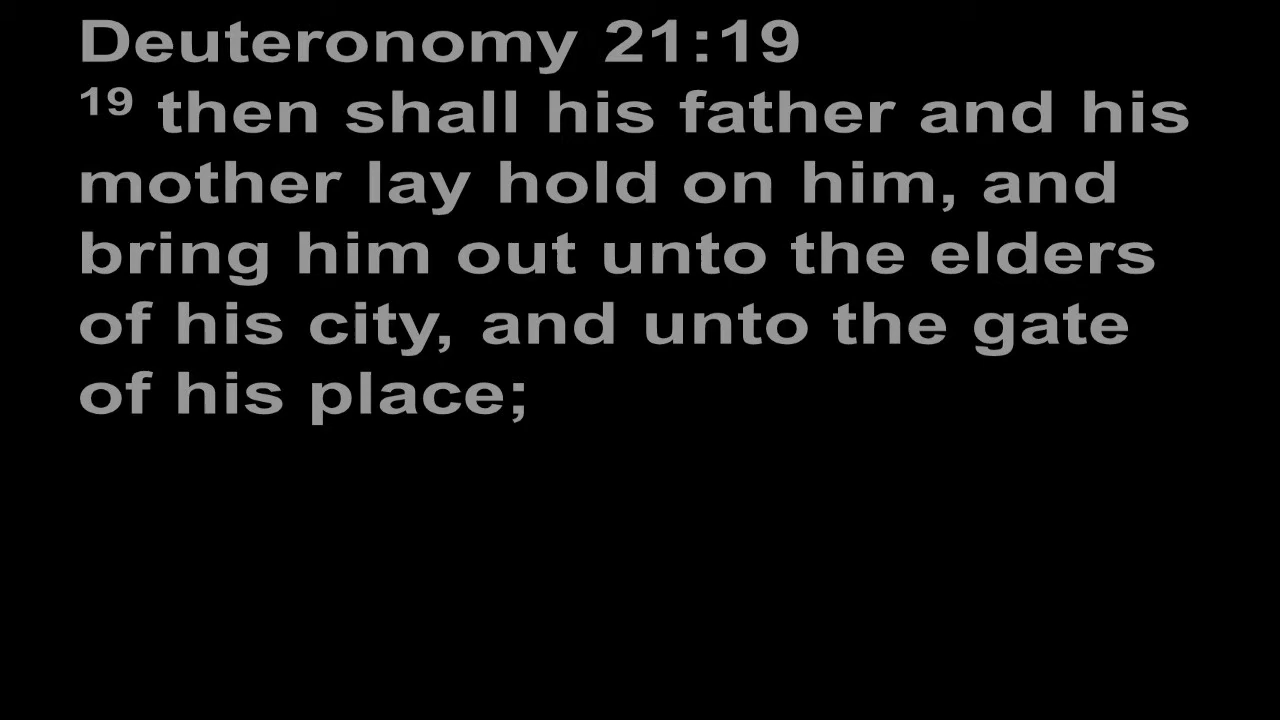 Deuteronomy 21:19
19 then shall his father and his
mother lay hold on him, and
bring him out unto the elders
of his city, and unto the gate
of his place;